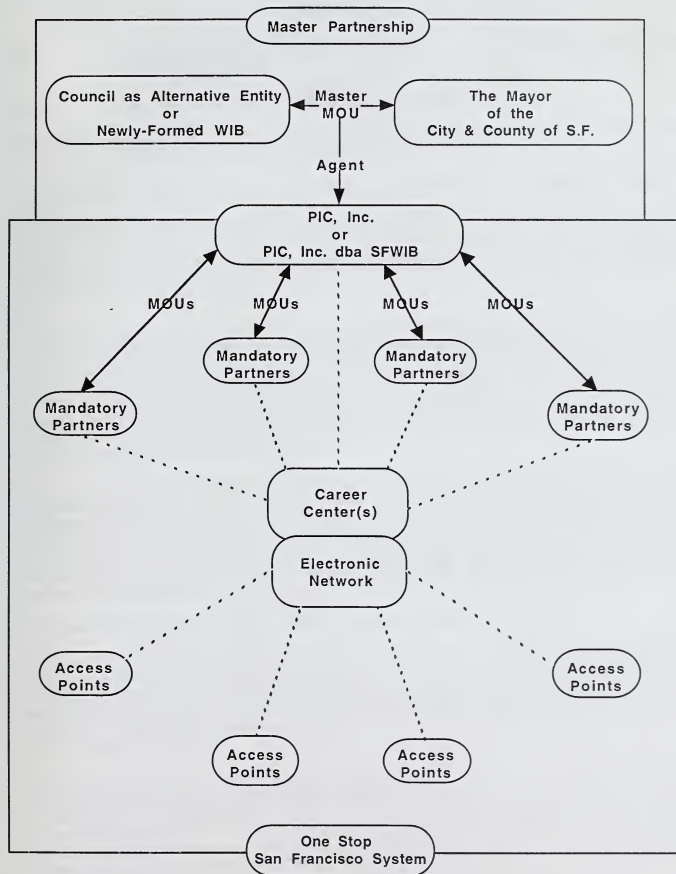 Master Partnership
Council as Alternative Entity
or
Newly-Formed WIB
Master
MOU
The Mayor
of the
City & County of S.F.
Agent
PIC, Inc.
or
PIC, Inc. dba SFWIB
MOUs
MOUs
MOUs
MOUs
Mandatory
Partners
Mandatory
Partners
Mandatory
Partners
Mandatory
Partners
Career
Center(s)
Electronic
Network
Access
Points
Access
Points
Access
Points
Access
Points
One Stop
San Francisco System